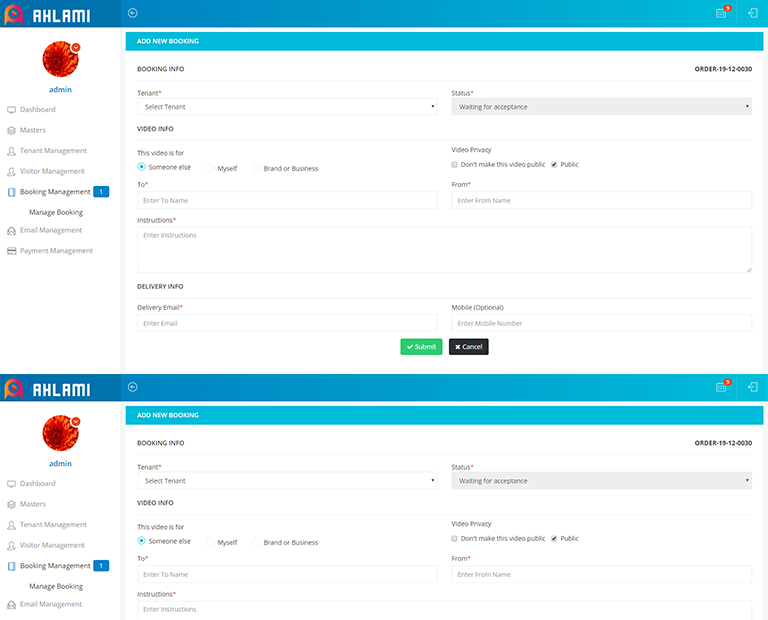 AHLAMI
3
admin
Dashboard
Masters
Tenant Management
Visitor Management
Booking Management 1
Manage Booking
Email Management
Payment Management
ADD NEW BOOKING
BOOKING INFO ORDER-19-12-0030
Tenant* Status*
Select Tenant Waiting for acceptance
VIDEO INFO
This video is for Video Privacy
Someone else Myself Brand or Business Don't make this video public Public
To* From*
Enter To Name Enter From Name
Instructions*
Enter Instructions
DELIVERY INFO
Delivery Email* Mobile (Optional)
Enter Email Enter Mobile Number
Submit Cancel
AHLAMI
3
admin
Dashboard
Masters
Tenant Management
Visitor Management
Booking Management 1
Manage Booking
Email Management
ADD NEW BOOKING
BOOKING INFO ORDER-19-12-0030
Tenant* Status*
Select Tenant Waiting for acceptance
VIDEO INFO
This video is for Video Privacy
Someone else Myself Brand or Business Don't make this video public Public
To* From*
Enter To Name Enter From Name
Instructions*
Enter Instructions